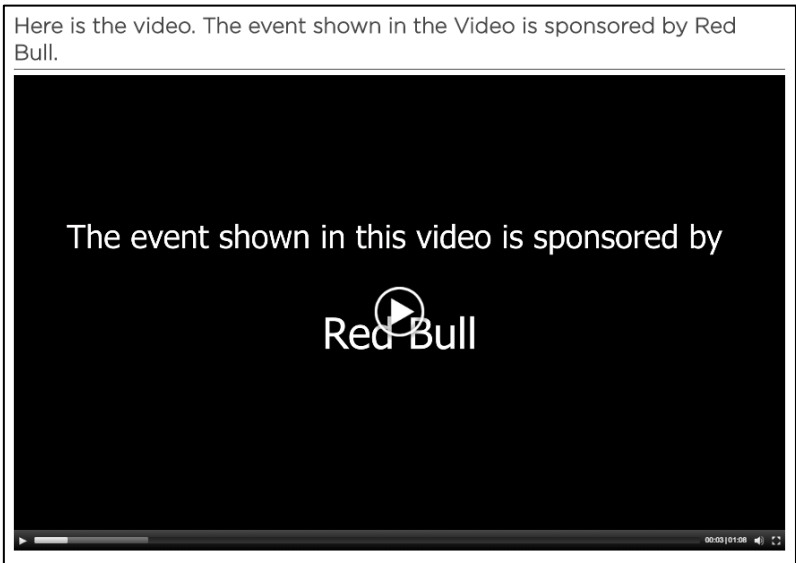 Here is the video. The event shown in the Video is sponsored by Red
Bull.
The event shown in this video is sponsored by
Red Bull
00:03|01:08